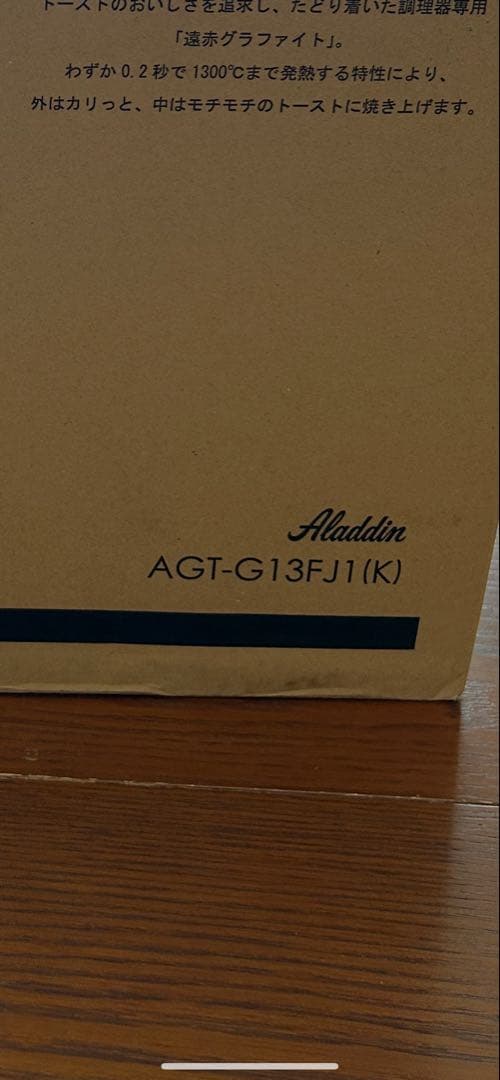 トーストのおいしさを追求し、たどり着いた調理器専用
「遠赤グラファイト」。
わずか0.2秒で1300℃まで発熱する特性により、
外はカリっと、中はモチモチのトーストに焼き上げます。
Aladdin
AGT-G13FJ1(K)